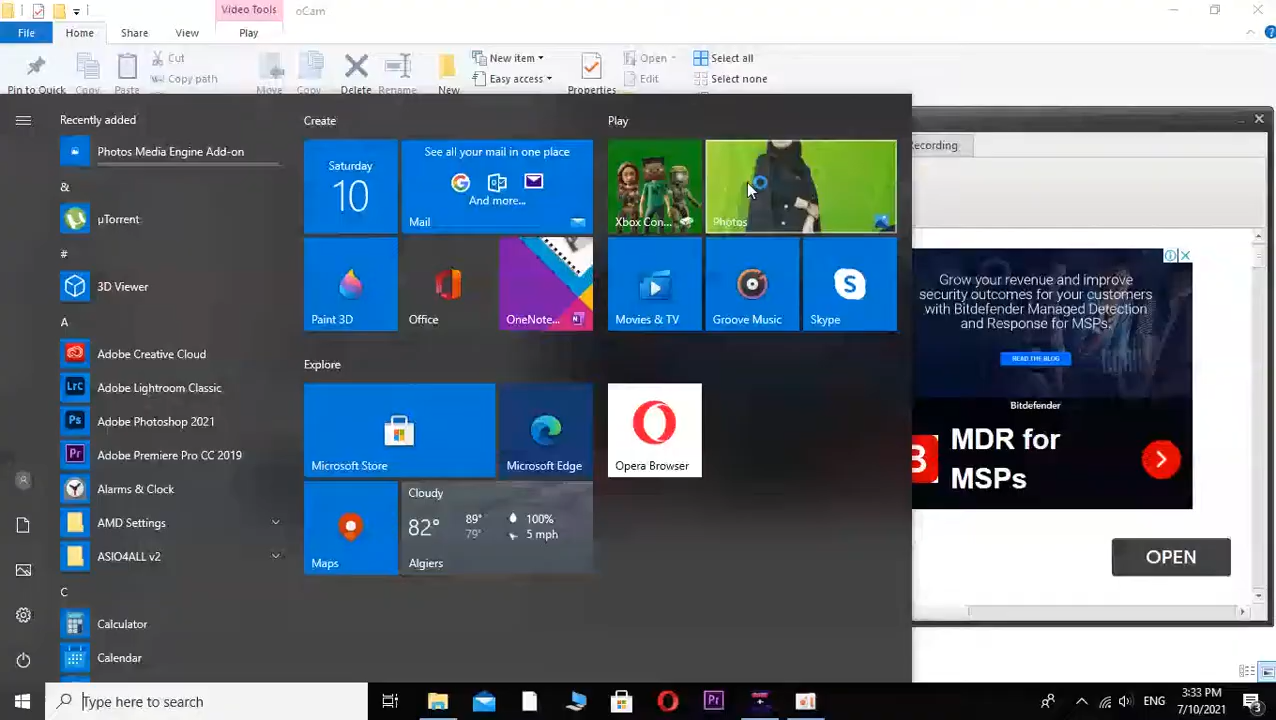 Video Tools
oCam
File
Home
Share
View
Play
Cut
Copy path
New item
Easy access
Open
Edit
Select all
Select none
Pin to Quick
Copy
Paste
Move
Copy
Delete
Rename
New
Properties
Recently added
Photos Media Engine Add-on
&
µTorrent
#
3D Viewer
A
Adobe Creative Cloud
Adobe Lightroom Classic
Adobe Photoshop 2021
Adobe Premiere Pro CC 2019
Alarms & Clock
AMD Settings
ASIO4ALL v2
C
Calculator
Calendar
Create
Saturday
10
See all your mail in one place
And more...
Mail
Paint 3D
Office
OneNote...
Explore
Microsoft Store
Microsoft Edge
Maps
Cloudy
82° 89° 79° 100% 5 mph
Algiers
Play
Xbox Con...
Photos
Movies & TV
Groove Music
Skype
Opera Browser
ecording
Grow your revenue and improve
security outcomes for your customers
with Bitdefender Managed Detection
and Response for MSPs.
READ THE BLOG
Bitdefender
MDR for
MSPs
OPEN
Type here to search
ENG
3:33 PM
7/10/2021
3